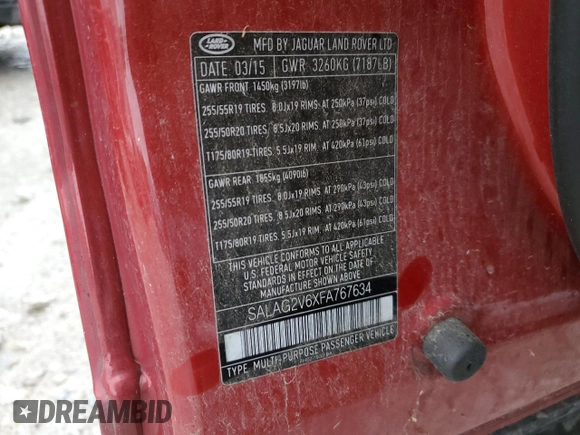 LAND
ROVER
MFD BY JAGUAR LAND ROVER LTD
DATE 03/15 GWR 3260KG (7187LB)
GAWR FRONT 1450kg (3197lb)
255/55R19 TIRES 8.0Jx19 RIMS AT 250kPa (37psi) COLD
255/50R20 TIRES 8.5Jx20 RIMS AT 250kPa (37psi) COLD
T175/80R19 TIRES 5.5Jx19 RIM AT 420kPa (61psi) COLD
GAWR REAR 1855kg (4090lb)
255/55R19 TIRES 8.0Jx19 RIMS AT 290kPa (43psi) COLD
255/50R20 TIRES 8.5Jx20 RIMS AT 290kPa (43psi) COLD
T175/80R19 TIRES 5.5Jx19 RIM AT 420kPa (61psi) COLD
THIS VEHICLE CONFORMS TO ALL APPLICABLE
U.S. FEDERAL MOTOR VEHICLE SAFETY
STANDARDS IN EFFECT ON THE DATE OF
MANUFACTURE SHOWN ABOVE
SALAG2V6XFA767634
TYPE MULTI-PURPOSE PASSENGER VEHICLE
DREAMBID